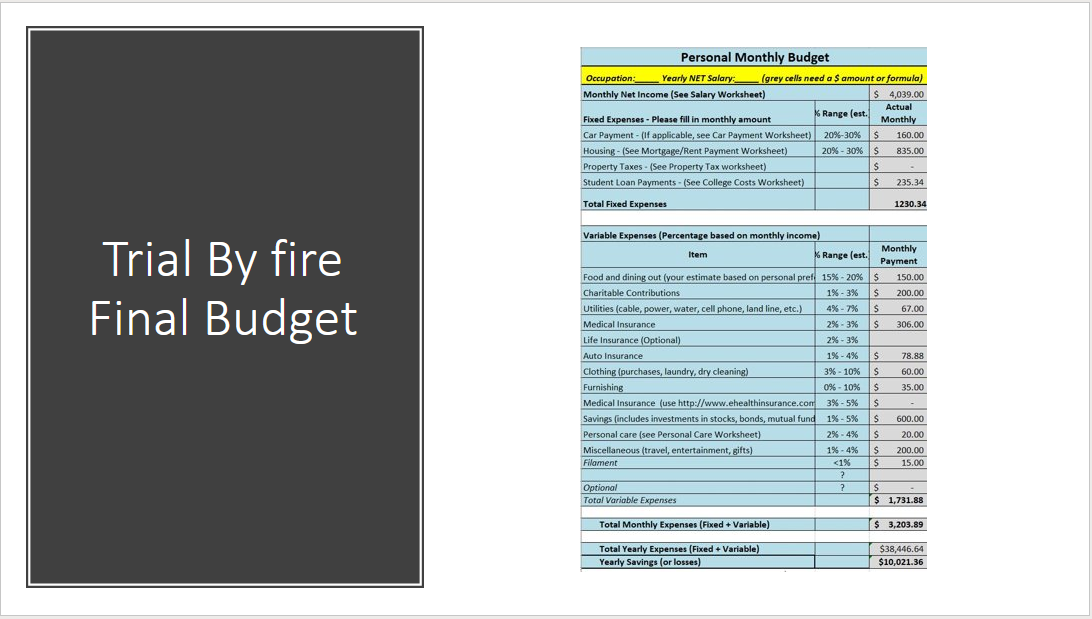 Trial By fire
Final Budget
Personal Monthly Budget
Occupation:_____ Yearly NET Salary:_____ (grey cells need a $ amount or formula)
Monthly Net Income (See Salary Worksheet) $ 4,039.00
Fixed Expenses - Please fill in monthly amount % Range (est. Actual Monthly
Car Payment - (If applicable, see Car Payment Worksheet) 20%-30% $ 160.00
Housing - (See Mortgage/Rent Payment Worksheet) 20% - 30% $ 835.00
Property Taxes - (See Property Tax worksheet) $ -
Student Loan Payments - (See College Costs Worksheet) $ 235.34
Total Fixed Expenses 1230.34
Variable Expenses (Percentage based on monthly income)
Item % Range (est. Monthly Payment
Food and dining out (your estimate based on personal pref 15% - 20% $ 150.00
Charitable Contributions 1% - 3% $ 200.00
Utilities (cable, power, water, cell phone, land line, etc.) 4% - 7% $ 67.00
Medical Insurance 2% - 3% $ 306.00
Life Insurance (Optional) 2% - 3%
Auto Insurance 1% - 4% $ 78.88
Clothing (purchases, laundry, dry cleaning) 3% - 10% $ 60.00
Furnishing 0% - 10% $ 35.00
Medical Insurance (use http://www.ehealthinsurance.com 3% - 5% $ -
Savings (includes investments in stocks, bonds, mutual fund 1% - 5% $ 600.00
Personal care (see Personal Care Worksheet) 2% - 4% $ 20.00
Miscellaneous (travel, entertainment, gifts) 1% - 4% $ 200.00
Filament <1% $ 15.00
?
Optional ? $ -
Total Variable Expenses $ 1,731.88
Total Monthly Expenses (Fixed + Variable) $ 3,203.89
Total Yearly Expenses (Fixed + Variable) $38,446.64
Yearly Savings (or losses) $10,021.36